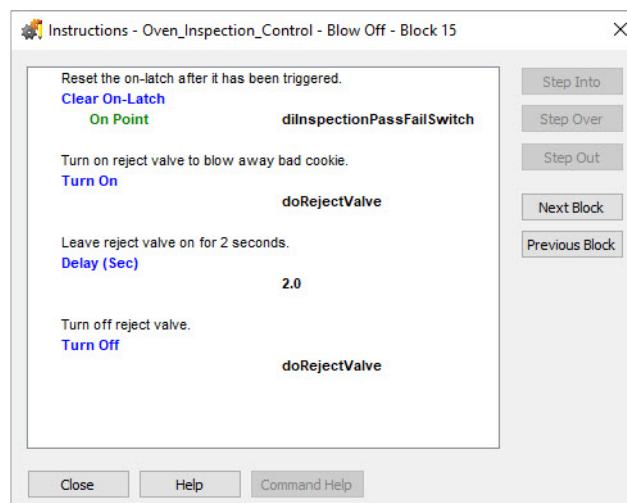 Instructions - Oven_Inspection_Control - Blow Off - Block 15
Reset the on-latch after it has been triggered.
Clear On-Latch
On Point diInspectionPassFailSwitch
Turn on reject valve to blow away bad cookie.
Turn On
doRejectValve
Leave reject valve on for 2 seconds.
Delay (Sec)
2.0
Turn off reject valve.
Turn Off
doRejectValve
Step Into
Step Over
Step Out
Next Block
Previous Block
Close Help Command Help